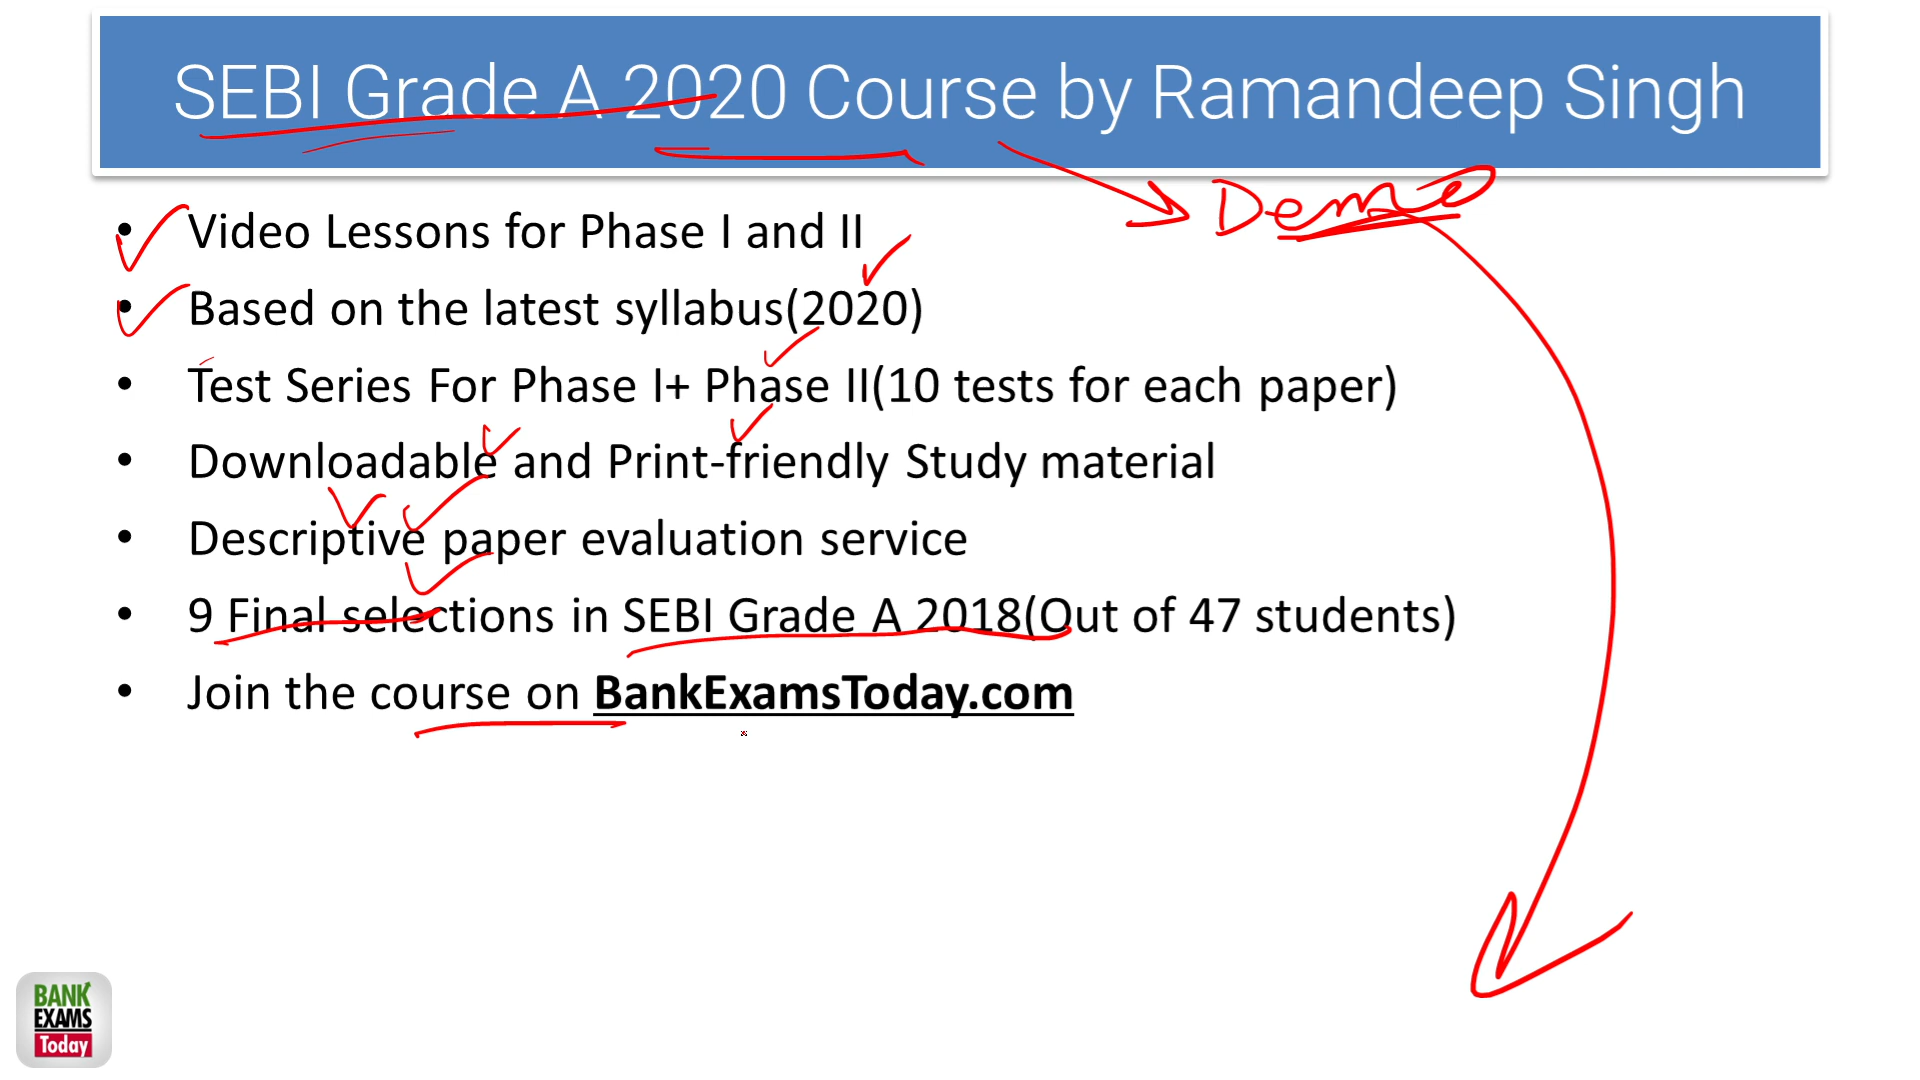 SEBI Grade A 2020 Course by Ramandeep Singh
Demo
• Video Lessons for Phase I and II
• Based on the latest syllabus(2020)
• Test Series For Phase I+ Phase II(10 tests for each paper)
• Downloadable and Print-friendly Study material
• Descriptive paper evaluation service
• 9 Final selections in SEBI Grade A 2018(Out of 47 students)
• Join the course on BankExamsToday.com
BANK
EXAMS
Today